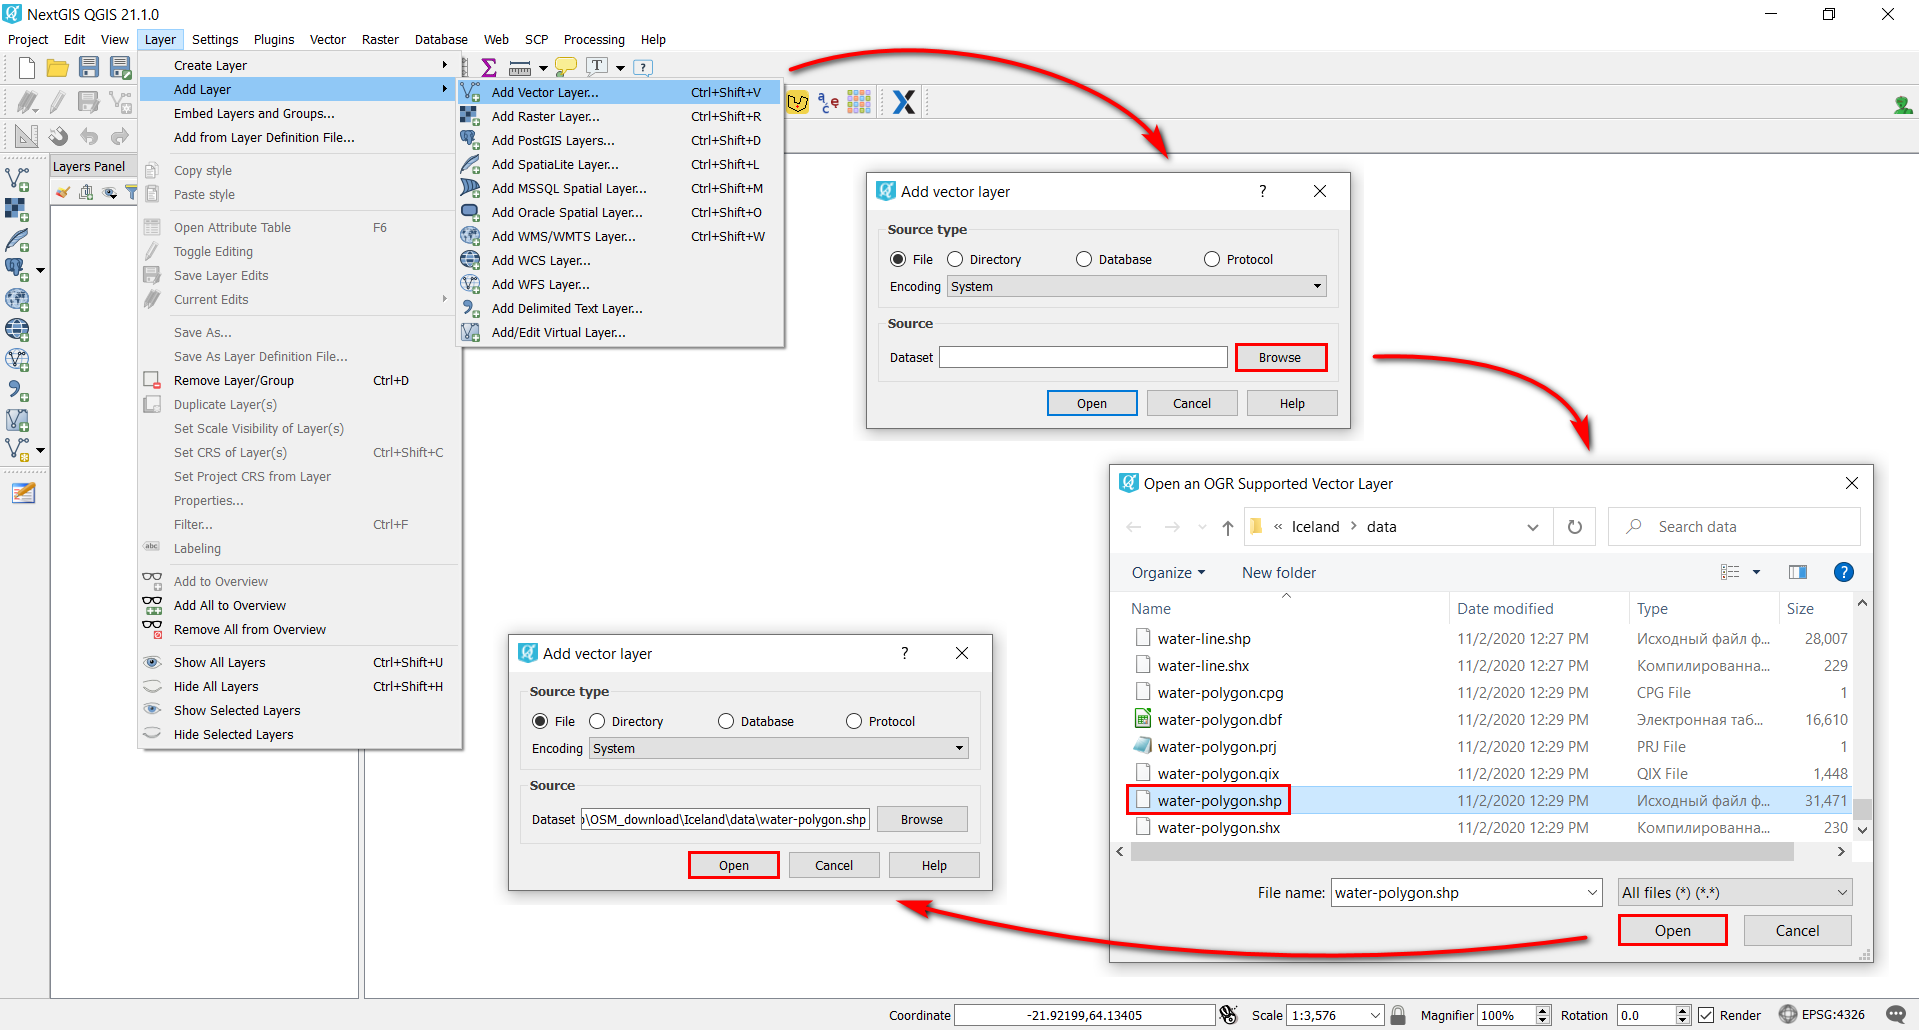 NextGIS QGIS 21.1.0
Project Edit View Layer Settings Plugins Vector Raster Database Web SCP Processing Help
Create Layer
Add Layer
Embed Layers and Groups...
Add from Layer Definition File...
Copy style
Paste style
Open Attribute Table F6
Toggle Editing
Save Layer Edits
Current Edits
Save As...
Save As Layer Definition File...
Remove Layer/Group Ctrl+D
Duplicate Layer(s)
Set Scale Visibility of Layer(s)
Set CRS of Layer(s) Ctrl+Shift+C
Set Project CRS from Layer
Properties...
Filter... Ctrl+F
abc Labeling
Add to Overview
Add All to Overview
Remove All from Overview
Show All Layers Ctrl+Shift+U
Hide All Layers Ctrl+Shift+H
Show Selected Layers
Hide Selected Layers
Layers Panel
Add Vector Layer... Ctrl+Shift+V
Add Raster Layer... Ctrl+Shift+R
Add PostGIS Layers... Ctrl+Shift+D
Add SpatiaLite Layer... Ctrl+Shift+L
Add MSSQL Spatial Layer... Ctrl+Shift+M
Add Oracle Spatial Layer... Ctrl+Shift+O
Add WMS/WMTS Layer... Ctrl+Shift+W
Add WCS Layer...
Add WFS Layer...
Add Delimited Text Layer...
Add/Edit Virtual Layer...
Add vector layer ?
Source type
File Directory Database Protocol
Encoding System
Source
Dataset Browse
Open Cancel Help
Open an OGR Supported Vector Layer
« Iceland > data Search data
Organize New folder ?
Name Date modified Type Size
water-line.shp 11/2/2020 12:27 PM Исходный файл ф... 28,007
water-line.shx 11/2/2020 12:27 PM Компилированна... 229
water-polygon.cpg 11/2/2020 12:29 PM CPG File 1
water-polygon.dbf 11/2/2020 12:29 PM Электронная таб... 16,610
water-polygon.prj 11/2/2020 12:29 PM PRJ File 1
water-polygon.qix 11/2/2020 12:29 PM QIX File 1,448
water-polygon.shp 11/2/2020 12:29 PM Исходный файл ф... 31,471
water-polygon.shx 11/2/2020 12:29 PM Компилированна... 230
File name: water-polygon.shp All files (*) (*.*)
Open Cancel
Add vector layer ?
Source type
File Directory Database Protocol
Encoding System
Source
Dataset \OSM_download\Iceland\data\water-polygon.shp Browse
Open Cancel Help
Coordinate -21.92199,64.13405 Scale 1:3,576 Magnifier 100% Rotation 0.0 Render EPSG:4326